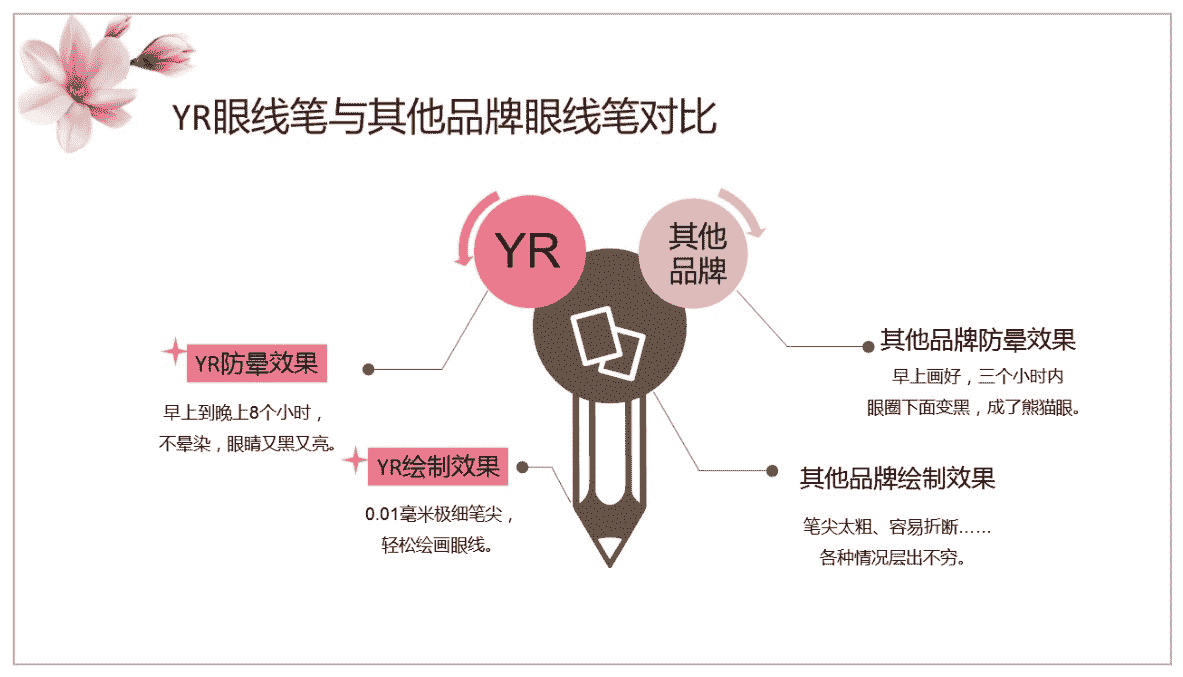 YR眼线笔与其他品牌眼线笔对比
YR
其他
品牌
YR防晕效果
早上到晚上8个小时，
不晕染，眼睛又黑又亮。
YR绘制效果
0.01毫米极细笔尖，
轻松绘画眼线。
其他品牌防晕效果
早上画好，三个小时内
眼圈下面变黑，成了熊猫眼。
其他品牌绘制效果
笔尖太粗、容易折断……
各种情况层出不穷。